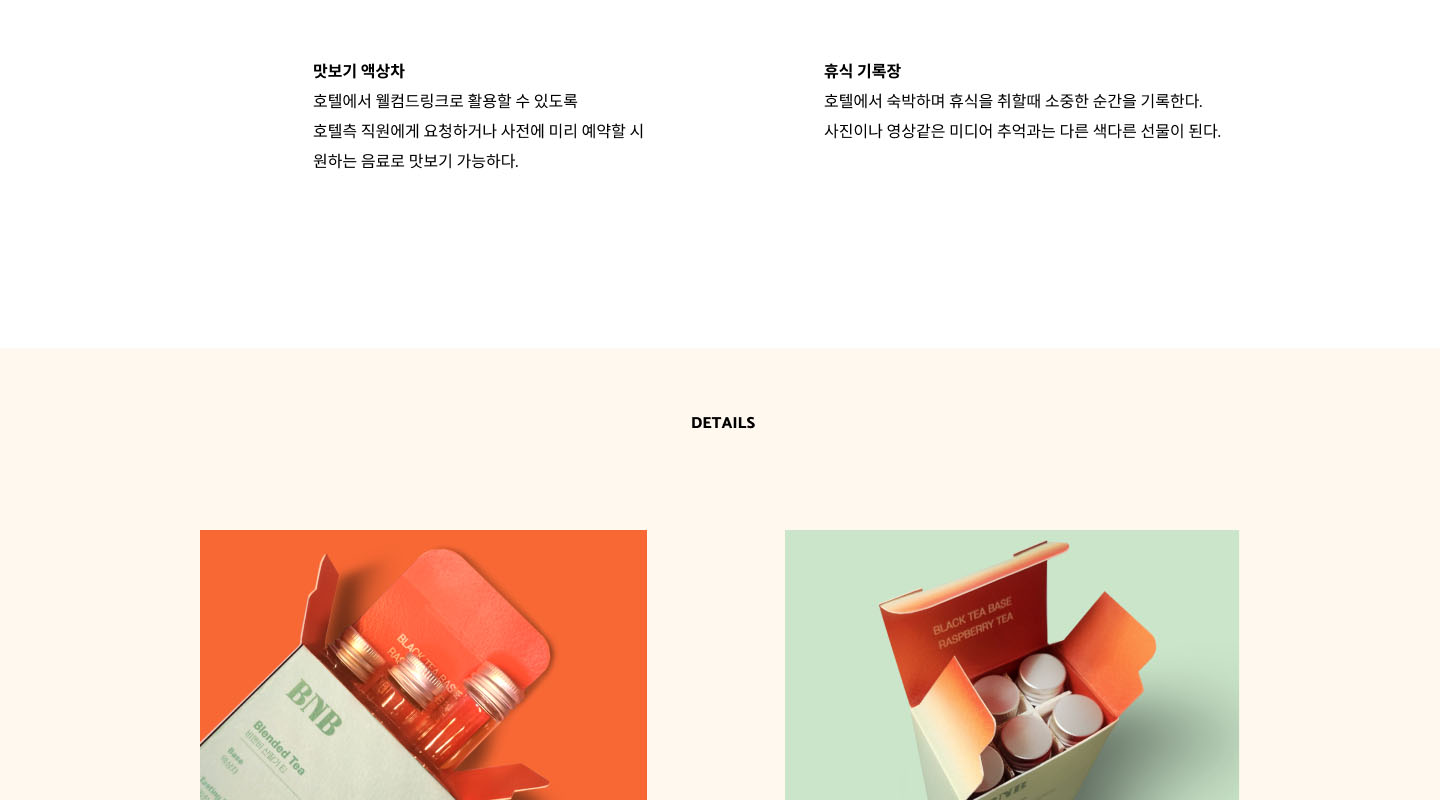 맛보기 액상차
호텔에서 웰컴드링크로 활용할 수 있도록
호텔측 직원에게 요청하거나 사전에 미리 예약할 시
원하는 음료로 맛보기 가능하다.
휴식 기록장
호텔에서 숙박하며 휴식을 취할때 소중한 순간을 기록한다.
사진이나 영상같은 미디어 추억과는 다른 색다른 선물이 된다.
DETAILS
BLACK TEA BASE
BNB
Blended Tea
Base
액상차
BLACK TEA BASE
RASPBERRY TEA
BNB